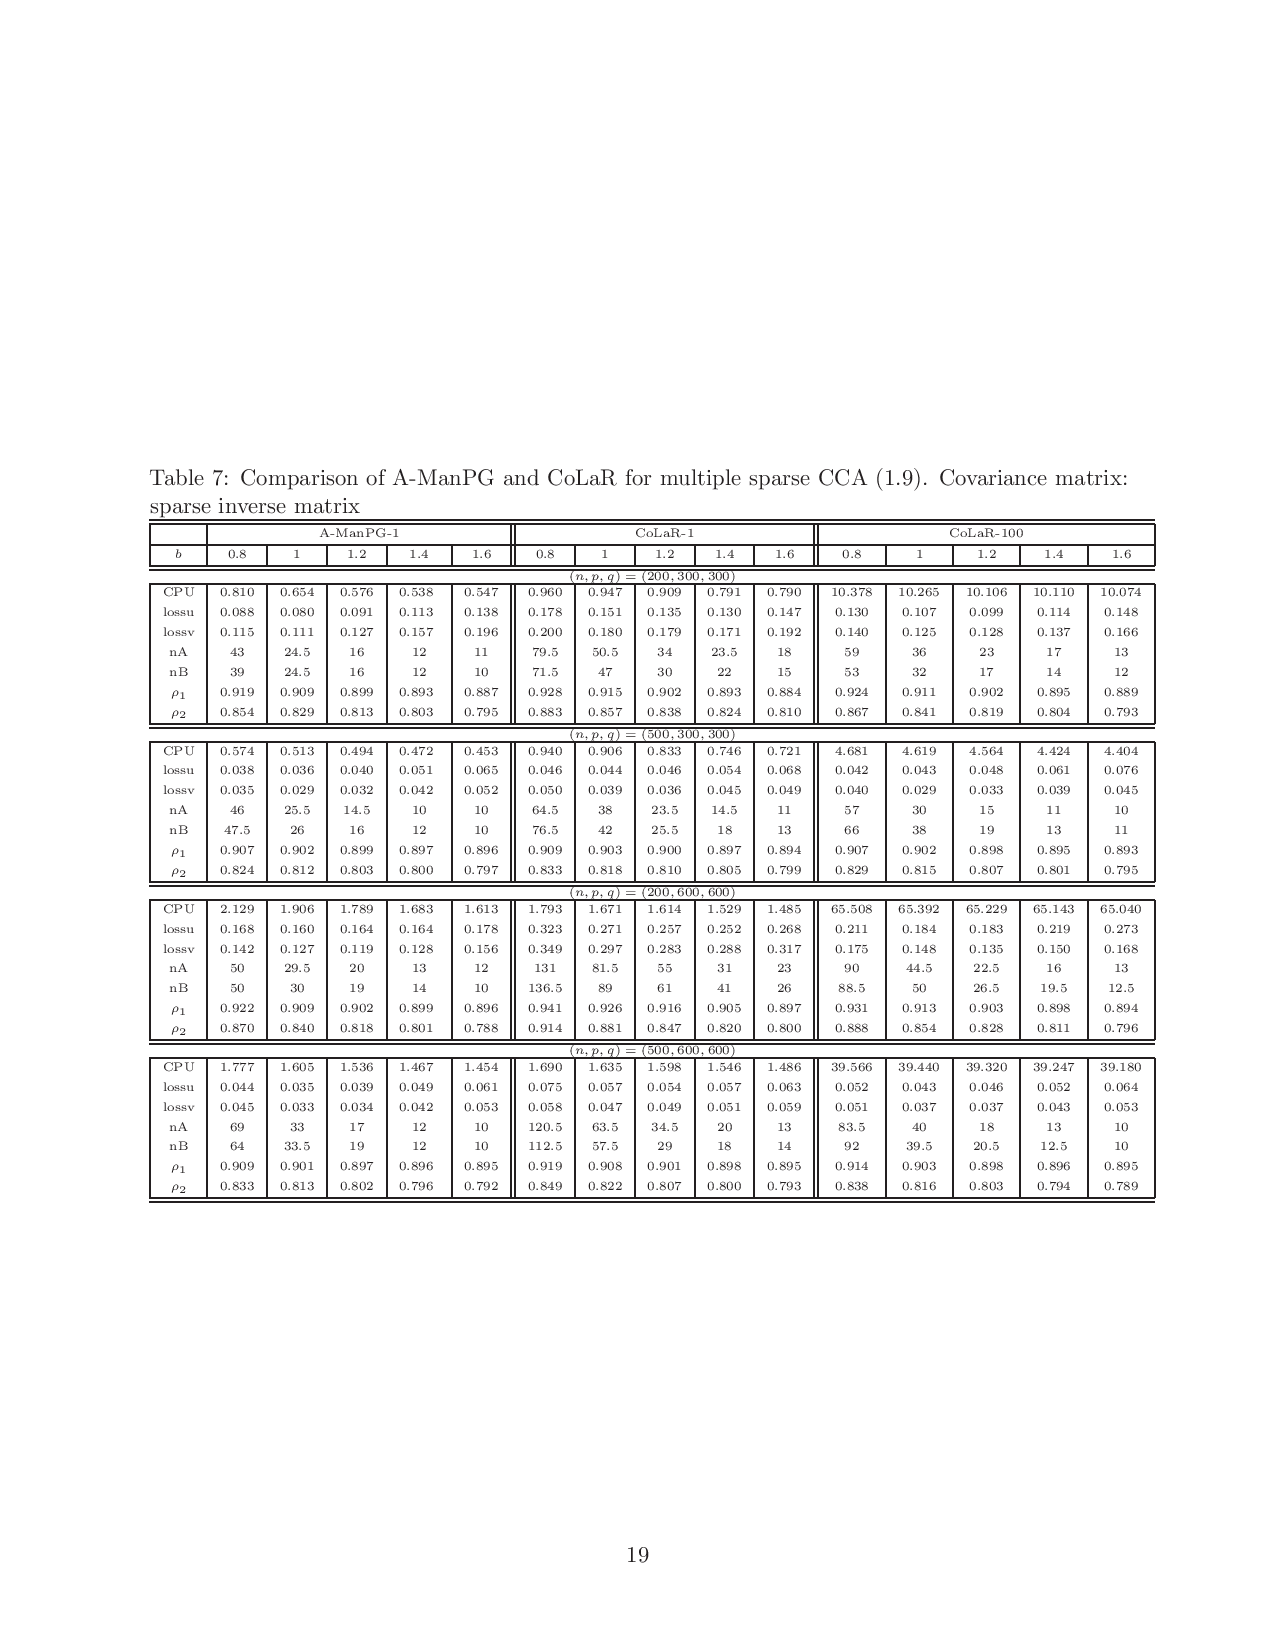 Table 7: Comparison of A-ManPG and CoLaR for multiple sparse CCA (1.9). Covariance matrix:
sparse inverse matrix
A-ManPG-1 CoLaR-1 CoLaR-100
b 0.8 1 1.2 1.4 1.6 0.8 1 1.2 1.4 1.6 0.8 1 1.2 1.4 1.6
(n, p, q) = (200, 300, 300)
CPU 0.810 0.654 0.576 0.538 0.547 0.960 0.947 0.909 0.791 0.790 10.378 10.265 10.106 10.110 10.074
lossu 0.088 0.080 0.091 0.113 0.138 0.178 0.151 0.135 0.130 0.147 0.130 0.107 0.099 0.114 0.148
lossv 0.115 0.111 0.127 0.157 0.196 0.200 0.180 0.179 0.171 0.192 0.140 0.125 0.128 0.137 0.166
nA 43 24.5 16 12 11 79.5 50.5 34 23.5 18 59 36 23 17 13
nB 39 24.5 16 12 10 71.5 47 30 22 15 53 32 17 14 12
ρ1 0.919 0.909 0.899 0.893 0.887 0.928 0.915 0.902 0.893 0.884 0.924 0.911 0.902 0.895 0.889
ρ2 0.854 0.829 0.813 0.803 0.795 0.883 0.857 0.838 0.824 0.810 0.867 0.841 0.819 0.804 0.793
(n, p, q) = (500, 300, 300)
CPU 0.574 0.513 0.494 0.472 0.453 0.940 0.906 0.833 0.746 0.721 4.681 4.619 4.564 4.424 4.404
lossu 0.038 0.036 0.040 0.051 0.065 0.046 0.044 0.046 0.054 0.068 0.042 0.043 0.048 0.061 0.076
lossv 0.035 0.029 0.032 0.042 0.052 0.050 0.039 0.036 0.045 0.049 0.040 0.029 0.033 0.039 0.045
nA 46 25.5 14.5 10 10 64.5 38 23.5 14.5 11 57 30 15 11 10
nB 47.5 26 16 12 10 76.5 42 25.5 18 13 66 38 19 13 11
ρ1 0.907 0.902 0.899 0.897 0.896 0.909 0.903 0.900 0.897 0.894 0.907 0.902 0.898 0.895 0.893
ρ2 0.824 0.812 0.803 0.800 0.797 0.833 0.818 0.810 0.805 0.799 0.829 0.815 0.807 0.801 0.795
(n, p, q) = (200, 600, 600)
CPU 2.129 1.906 1.789 1.683 1.613 1.793 1.671 1.614 1.529 1.485 65.508 65.392 65.229 65.143 65.040
lossu 0.168 0.160 0.164 0.164 0.178 0.323 0.271 0.257 0.252 0.268 0.211 0.184 0.183 0.219 0.273
lossv 0.142 0.127 0.119 0.128 0.156 0.349 0.297 0.283 0.288 0.317 0.175 0.148 0.135 0.150 0.168
nA 50 29.5 20 13 12 131 81.5 55 31 23 90 44.5 22.5 16 13
nB 50 30 19 14 10 136.5 89 61 41 26 88.5 50 26.5 19.5 12.5
ρ1 0.922 0.909 0.902 0.899 0.896 0.941 0.926 0.916 0.905 0.897 0.931 0.913 0.903 0.898 0.894
ρ2 0.870 0.840 0.818 0.801 0.788 0.914 0.881 0.847 0.820 0.800 0.888 0.854 0.828 0.811 0.796
(n, p, q) = (500, 600, 600)
CPU 1.777 1.605 1.536 1.467 1.454 1.690 1.635 1.598 1.546 1.486 39.566 39.440 39.320 39.247 39.180
lossu 0.044 0.035 0.039 0.049 0.061 0.075 0.057 0.054 0.057 0.063 0.052 0.043 0.046 0.052 0.064
lossv 0.045 0.033 0.034 0.042 0.053 0.058 0.047 0.049 0.051 0.059 0.051 0.037 0.037 0.043 0.053
nA 69 33 17 12 10 120.5 63.5 34.5 20 13 83.5 40 18 13 10
nB 64 33.5 19 12 10 112.5 57.5 29 18 14 92 39.5 20.5 12.5 10
ρ1 0.909 0.901 0.897 0.896 0.895 0.919 0.908 0.901 0.898 0.895 0.914 0.903 0.898 0.896 0.895
ρ2 0.833 0.813 0.802 0.796 0.792 0.849 0.822 0.807 0.800 0.793 0.838 0.816 0.803 0.794 0.789
19